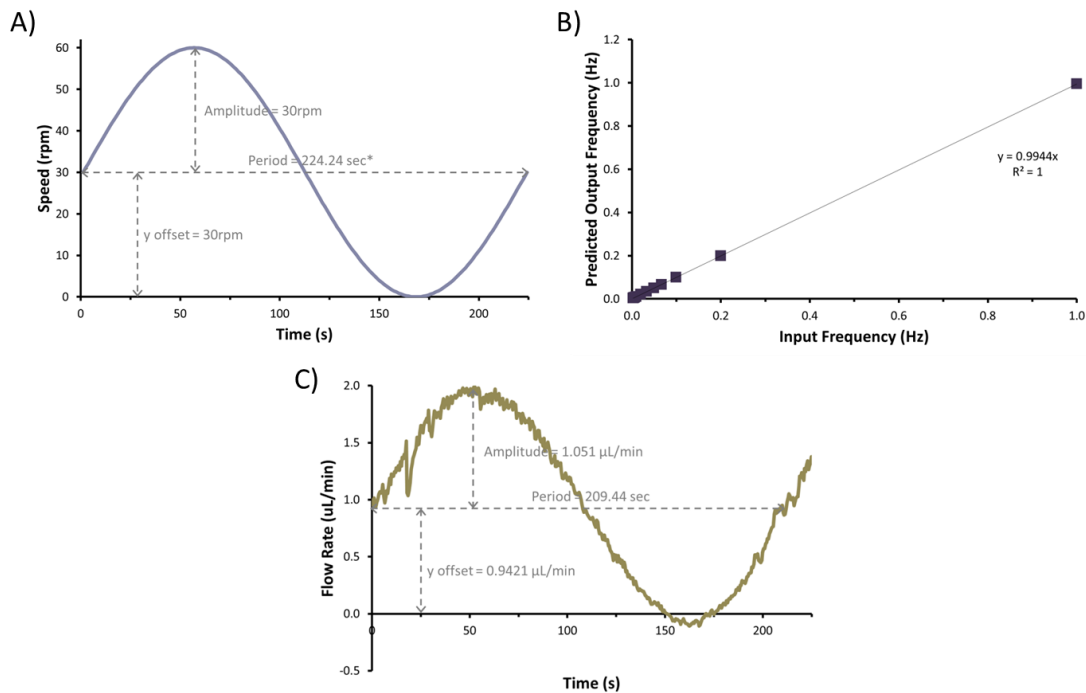 A)
60
50
40
30
20
10
0
Speed (rpm)
Amplitude = 30rpm
Period = 224.24 sec*
y offset = 30rpm
0
50
100
150
200
Time (s)
B)
1.2
1.0
0.8
0.6
0.4
0.2
0.0
Predicted Output Frequency (Hz)
y = 0.9944x
R² = 1
0.0
0.2
0.4
0.6
0.8
1.0
Input Frequency (Hz)
C)
2.0
1.5
1.0
0.5
0.0
-0.5
Flow Rate (uL/min)
Amplitude = 1.051 µL/min
Period = 209.44 sec
y offset = 0.9421 µL/min
0
50
100
150
200
Time (s)